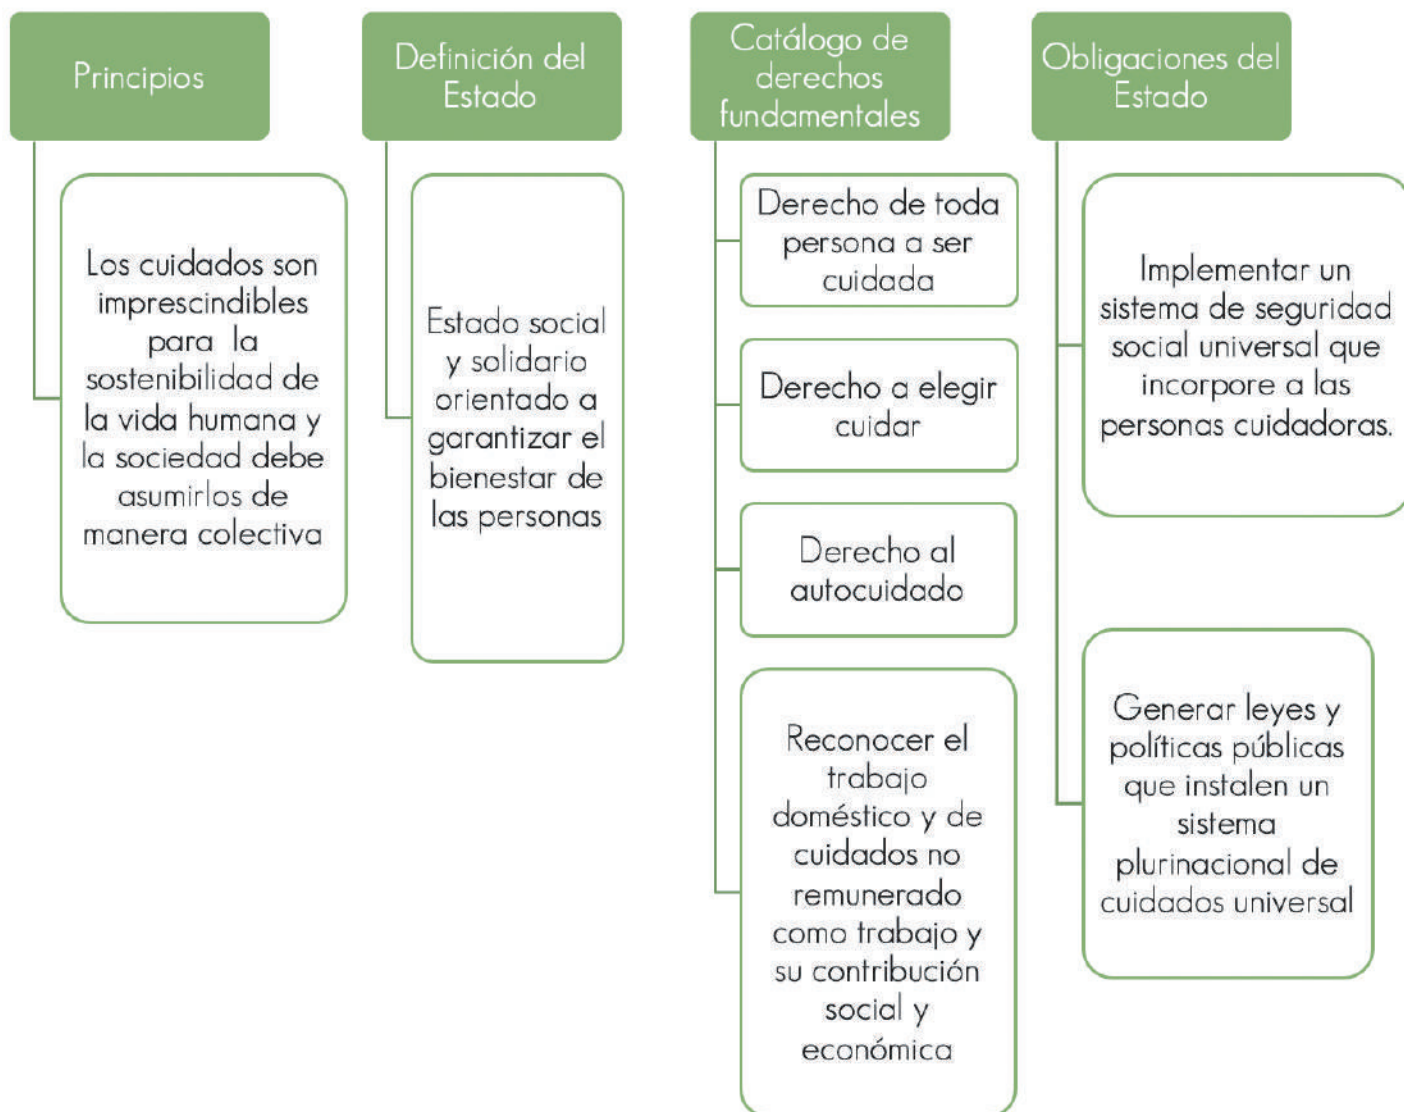 Principios
Los cuidados son
imprescindibles
para la
sostenibilidad de
la vida humana y
la sociedad debe
asumirlos de
manera colectiva
Definición del
Estado
Estado social
y solidario
orientado a
garantizar el
bienestar de
las personas
Catálogo de
derechos
fundamentales
Derecho de toda
persona a ser
cuidada
Derecho a elegir
cuidar
Derecho al
autocuidado
Reconocer el
trabajo
doméstico y de
cuidados no
remunerado
como trabajo y
su contribución
social y
económica
Obligaciones del
Estado
Implementar un
sistema de seguridad
social universal que
incorpore a las
personas cuidadoras.
Generar leyes y
políticas públicas
que instalen un
sistema
plurinacional de
cuidados universal